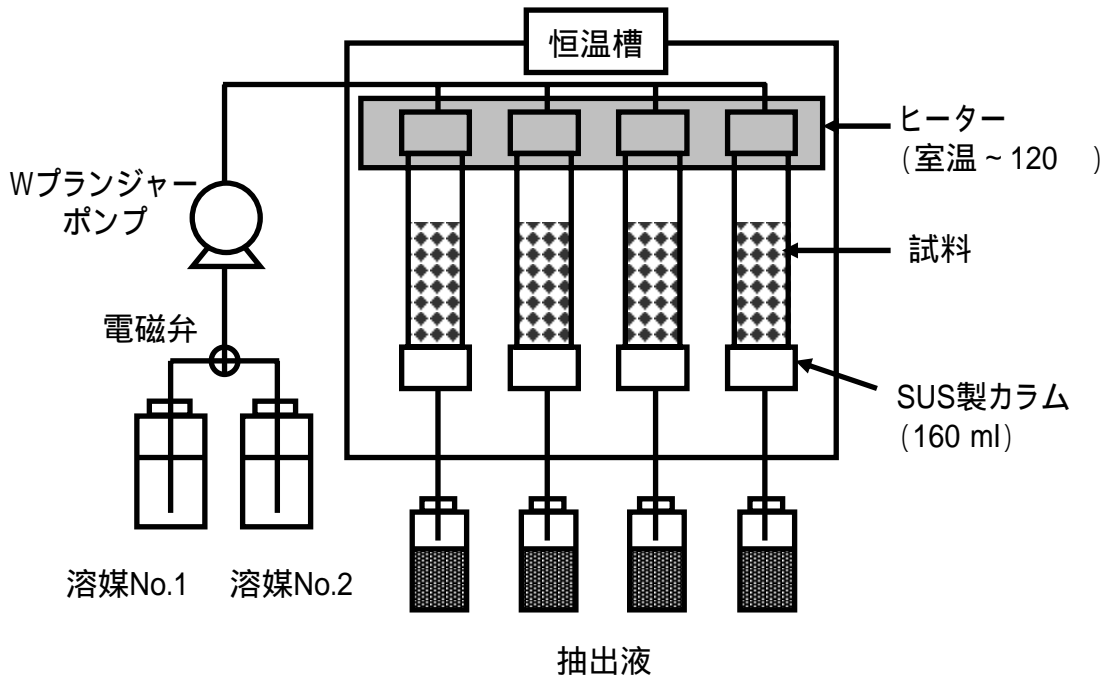 恒温槽
ヒーター
(室温 ~ 120 )
Wプランジャー
ポンプ
試料
電磁弁
SUS製カラム
(160 ml)
溶媒No.1
溶媒No.2
抽出液